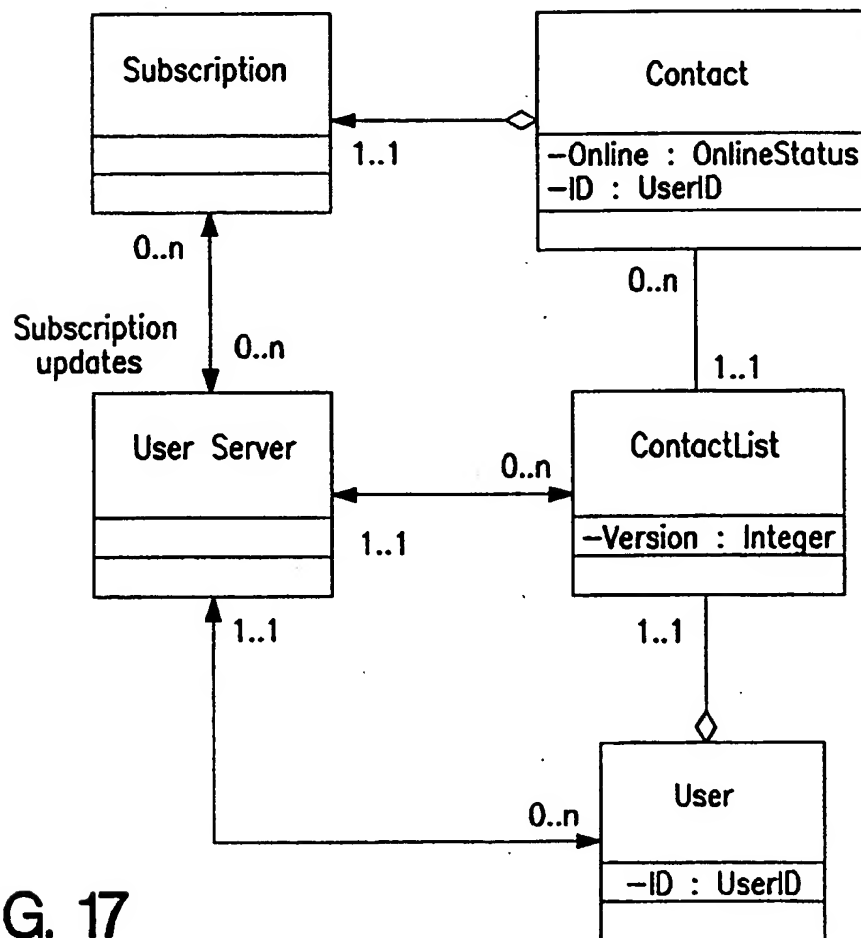 Subscription
Contact
1..1
–Online : OnlineStatus
–ID : UserID
0..n
0..n
Subscription
updates
0..n
1..1
User Server
ContactList
0..n
1..1
–Version : Integer
1..1
1..1
User
0..n
–ID : UserID
G. 17